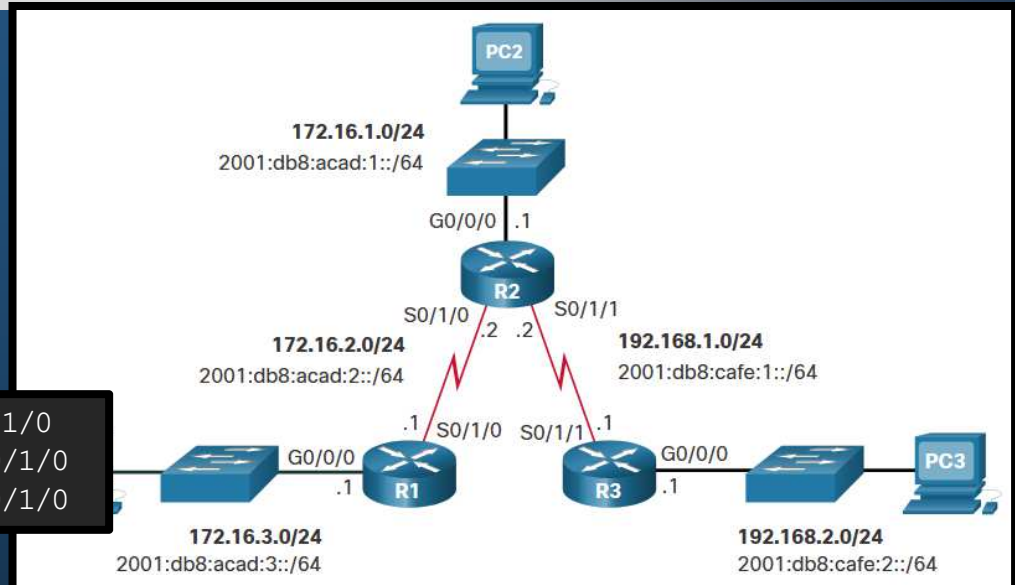 PC2
172.16.1.0/24
2001:db8:acad:1::/64
G0/0/0 .1
R2
S0/1/0 .2 .2 S0/1/1
172.16.2.0/24
2001:db8:acad:2::/64
192.168.1.0/24
2001:db8:cafe:1::/64
1/0
/1/0
/1/0
.1 S0/1/0
S0/1/1 .1
G0/0/0 .1
R1
R3
G0/0/0 .1
PC3
172.16.3.0/24
2001:db8:acad:3::/64
192.168.2.0/24
2001:db8:cafe:2::/64